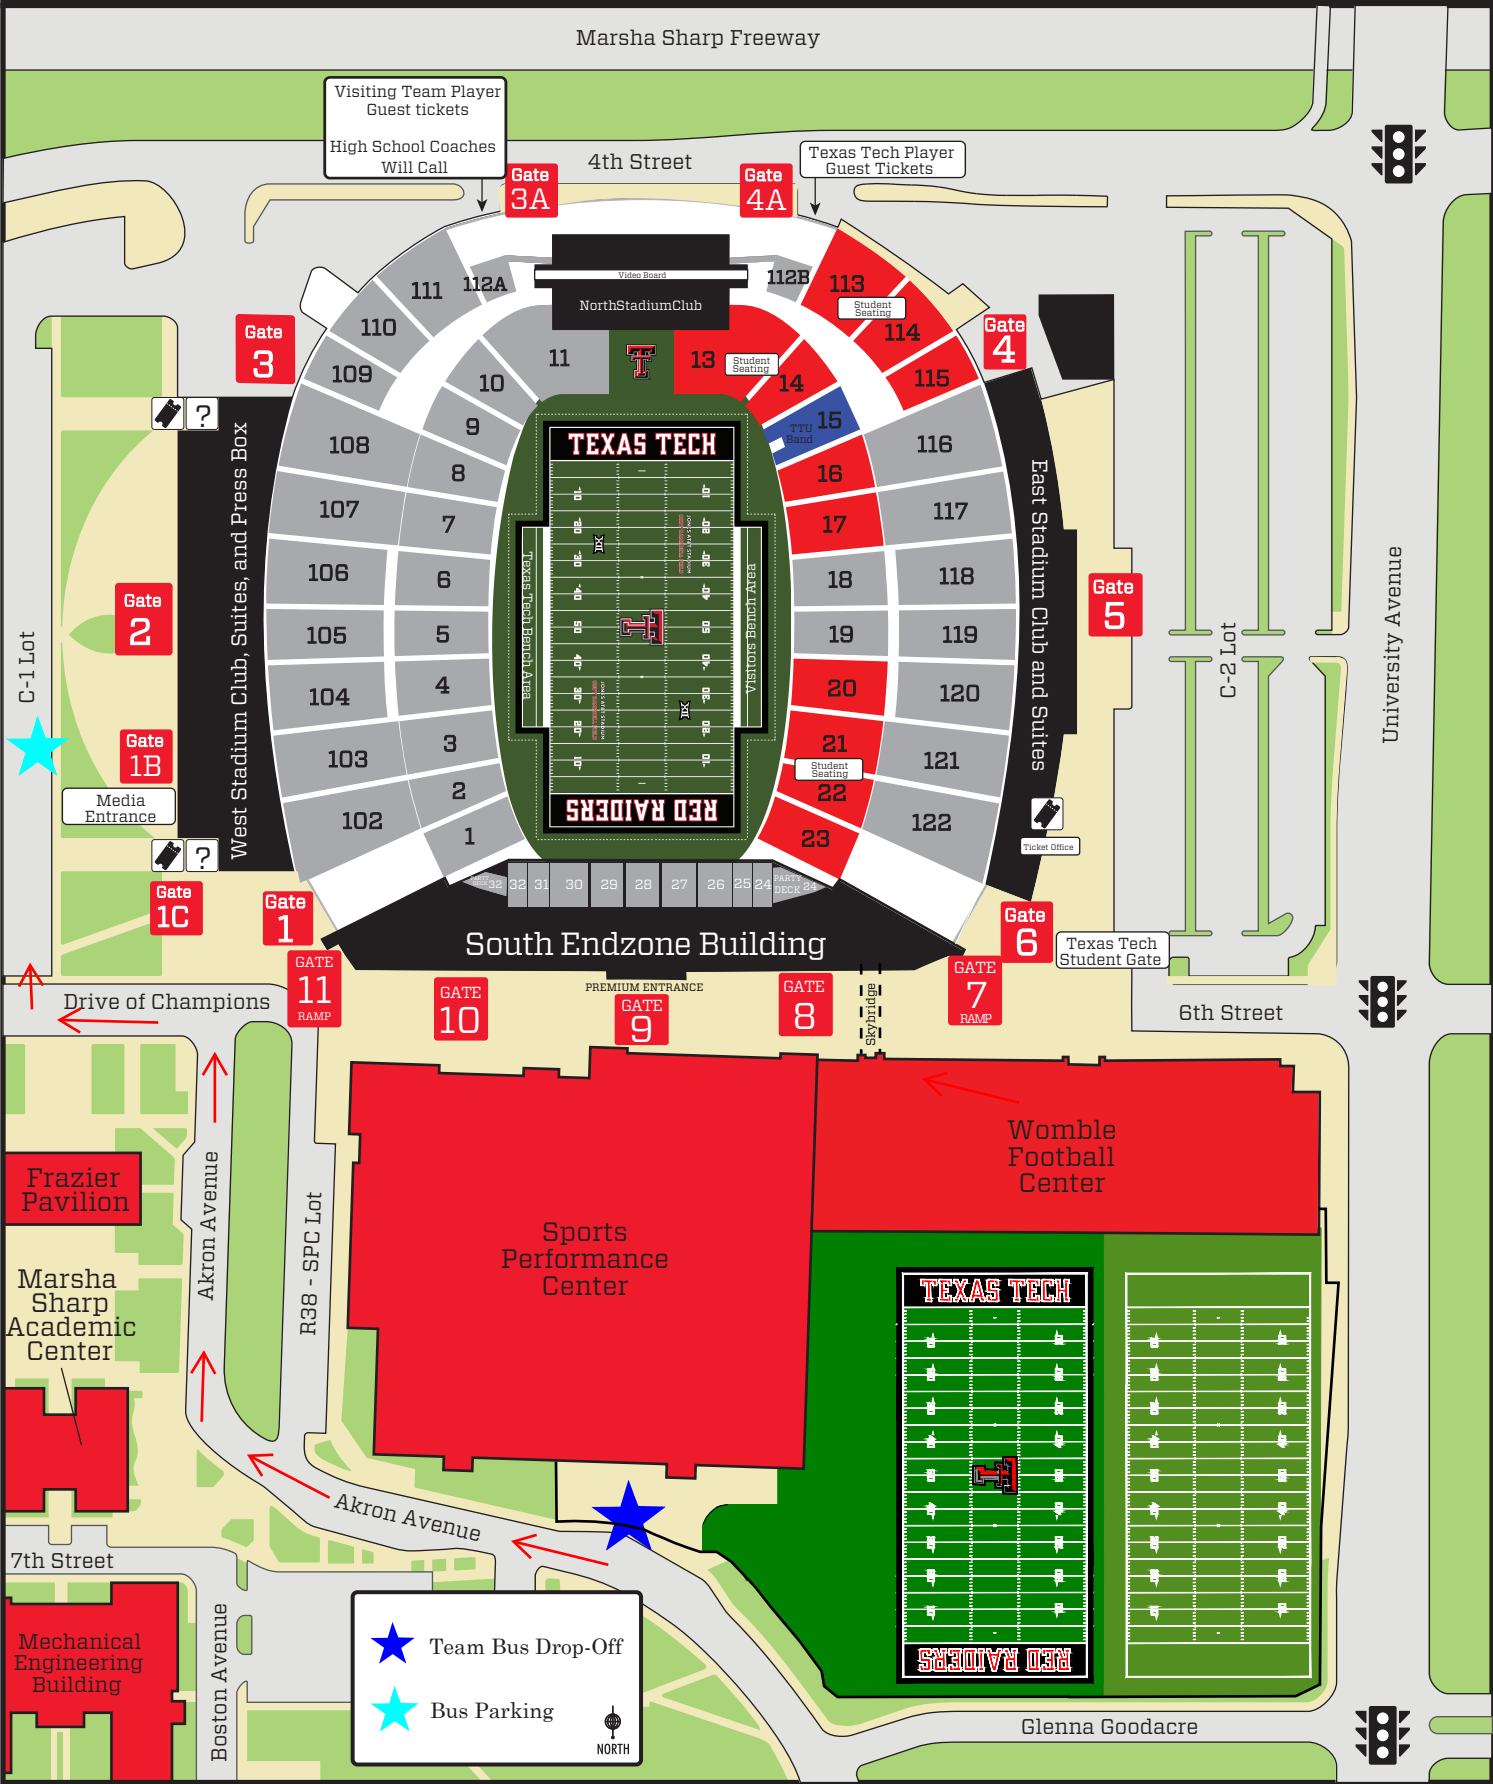 Marsha Sharp Freeway
Visiting Team Player
Guest tickets
High School Coaches
Will Call
4th Street
Texas Tech Player
Guest Tickets
Gate
3A
Gate
4A
Gate
3
Gate
4
Gate
2
Gate
5
Gate
1B
Media
Entrance
Gate
1C
Gate
1
Gate
6
Texas Tech
Student Gate
GATE
11
RAMP
GATE
10
PREMIUM ENTRANCE
GATE
9
GATE
8
Skybridge
GATE
7
RAMP
Video Board
NorthStadiumClub
111
112A
112B
113
Student
Seating
114
110
109
115
11
13
Student
Seating
14
10
9
15
TTU
Band
108
8
16
116
107
7
17
117
106
6
18
118
105
5
19
119
104
4
20
120
103
3
21
Student
Seating
22
121
102
2
1
23
122
TEXAS TECH
RED RAIDERS
Texas Tech Bench Area
Visitors Bench Area
West Stadium Club, Suites, and Press Box
East Stadium Club and Suites
?
?
Ticket Office
PARTY
DECK 32
32
31
30
29
28
27
26
25
24
PARTY
DECK 24
South Endzone Building
C-1 Lot
C-2 Lot
University Avenue
Drive of Champions
6th Street
Akron Avenue
R38 - SPC Lot
Frazier
Pavilion
Marsha
Sharp
Academic
Center
Sports
Performance
Center
Womble
Football
Center
TEXAS TECH
RED RAIDERS
Akron Avenue
7th Street
Mechanical
Engineering
Building
Boston Avenue
Team Bus Drop-Off
Bus Parking
NORTH
Glenna Goodacre